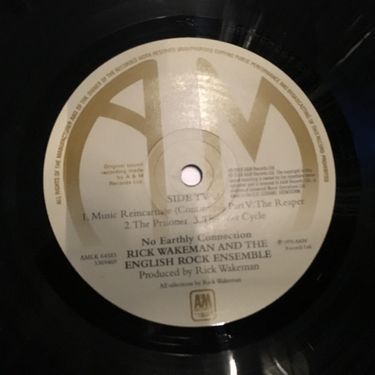 ALL RIGHTS OF THE MANUFACTURER AND OF THE OWNER OF THE RECORDED WORK RESERVED. UNAUTHORISED COPYING PUBLIC PERFORMANCE AND BROADCASTING OF THIS RECORD PROHIBITED
Original sound
recording made
by A & M
Records Ltd.
SIDE TWO
1. Music Reincarnate Part V: The Reaper
2. The Prisoner 3. The Cycle
No Earthly Connection
AMLK 64583
RICK WAKEMAN AND THE
ENGLISH ROCK ENSEMBLE
Produced by Rick Wakeman
℗ 1976 A&M
Records Ltd.
All selections by Rick Wakeman
A&M